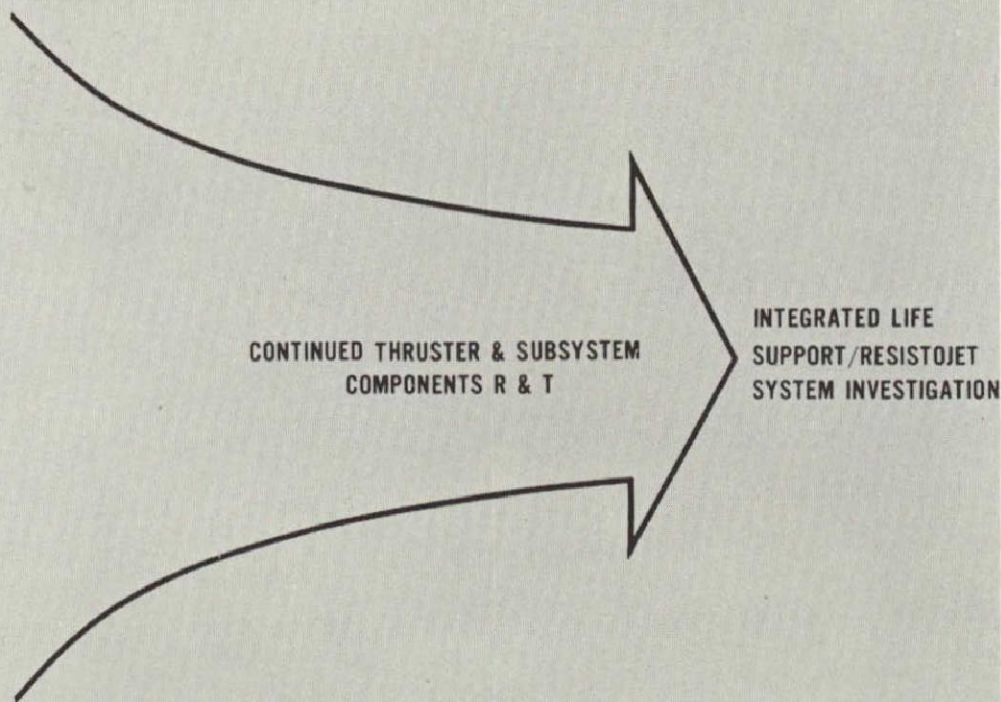 CONTINUED THRUSTER & SUBSYSTEM
COMPONENTS R & T
INTEGRATED LIFE
SUPPORT/RESISTOJET
SYSTEM INVESTIGATION